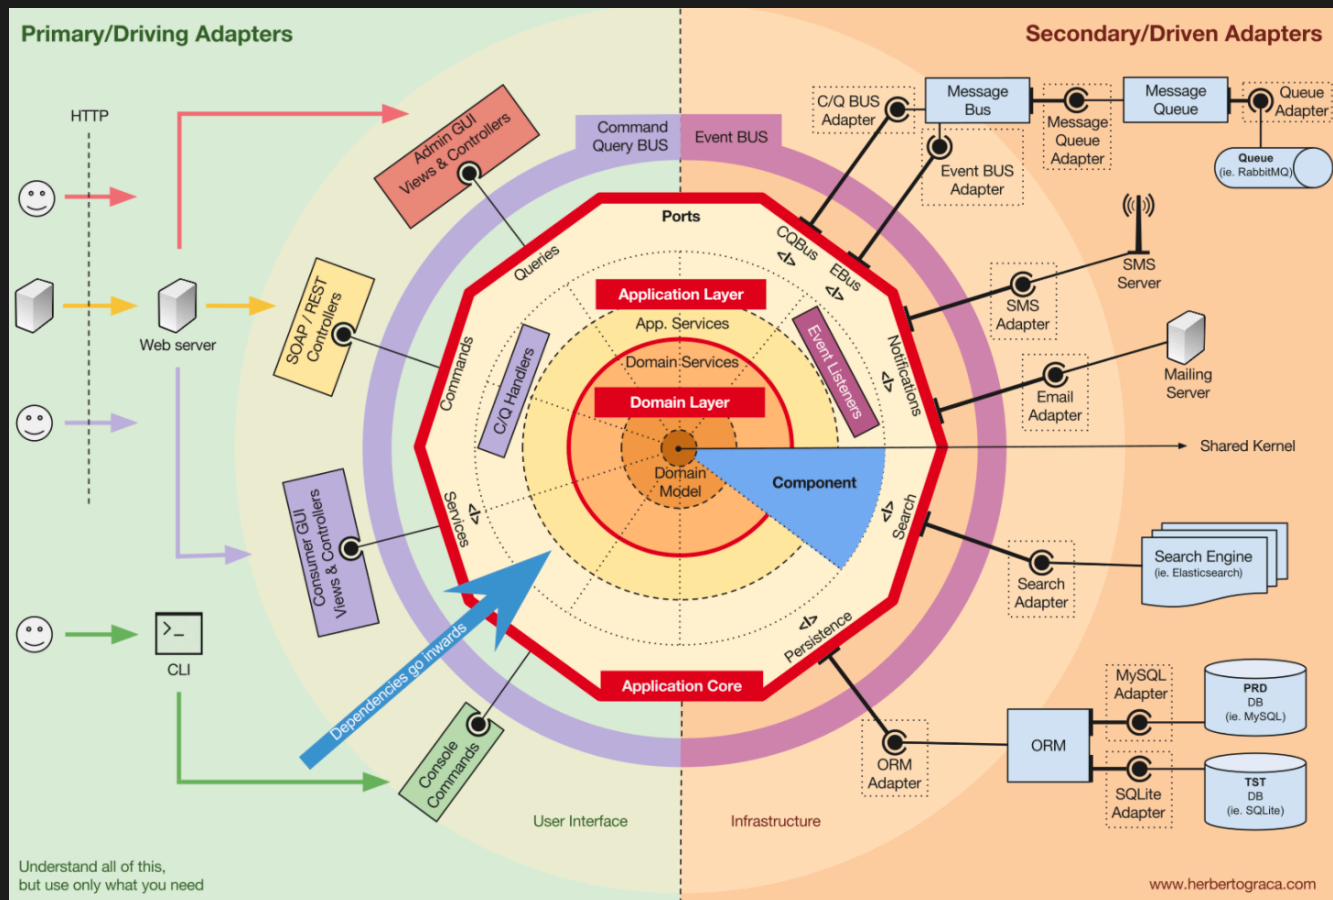 Primary/Driving Adapters
Secondary/Driven Adapters
HTTP
Web server
>_
CLI
Admin GUI
Views & Controllers
SOAP / REST
Controllers
Consumer GUI
Views & Controllers
Console
Commands
Command
Query BUS
Event BUS
Ports
Queries
Commands
Services
</>
C/Q Handlers
Application Layer
App. Services
Domain Services
Domain Layer
Domain
Model
Component
Event Listeners
Application Core
Dependencies go inwards
CQBus
</>
EBus
</>
Notifications
</>
Search
</>
Persistence
</>
C/Q BUS
Adapter
Message
Bus
Event BUS
Adapter
Message
Queue
Adapter
Message
Queue
Queue
Adapter
Queue
(ie. RabbitMQ)
SMS
Adapter
SMS
Server
Email
Adapter
Mailing
Server
Shared Kernel
Search
Adapter
Search Engine
(ie. Elasticsearch)
ORM
Adapter
ORM
MySQL
Adapter
PRD
DB
(ie. MySQL)
SQLite
Adapter
TST
DB
(ie. SQLite)
User Interface
Infrastructure
Understand all of this,
but use only what you need
www.herbertograca.com